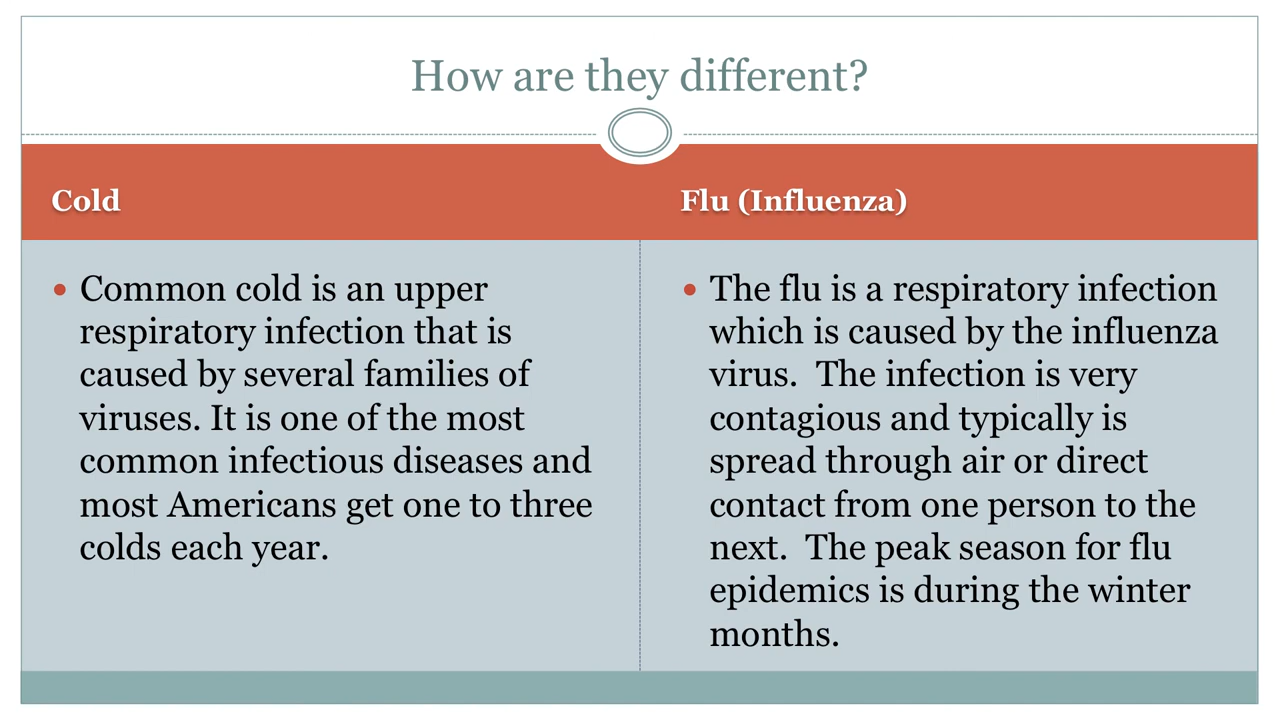 How are they different?
Cold
Common cold is an upper
respiratory infection that is
caused by several families of
viruses. It is one of the most
common infectious diseases and
most Americans get one to three
colds each year.
Flu (Influenza)
The flu is a respiratory infection
which is caused by the influenza
virus.  The infection is very
contagious and typically is
spread through air or direct
contact from one person to the
next.  The peak season for flu
epidemics is during the winter
months.